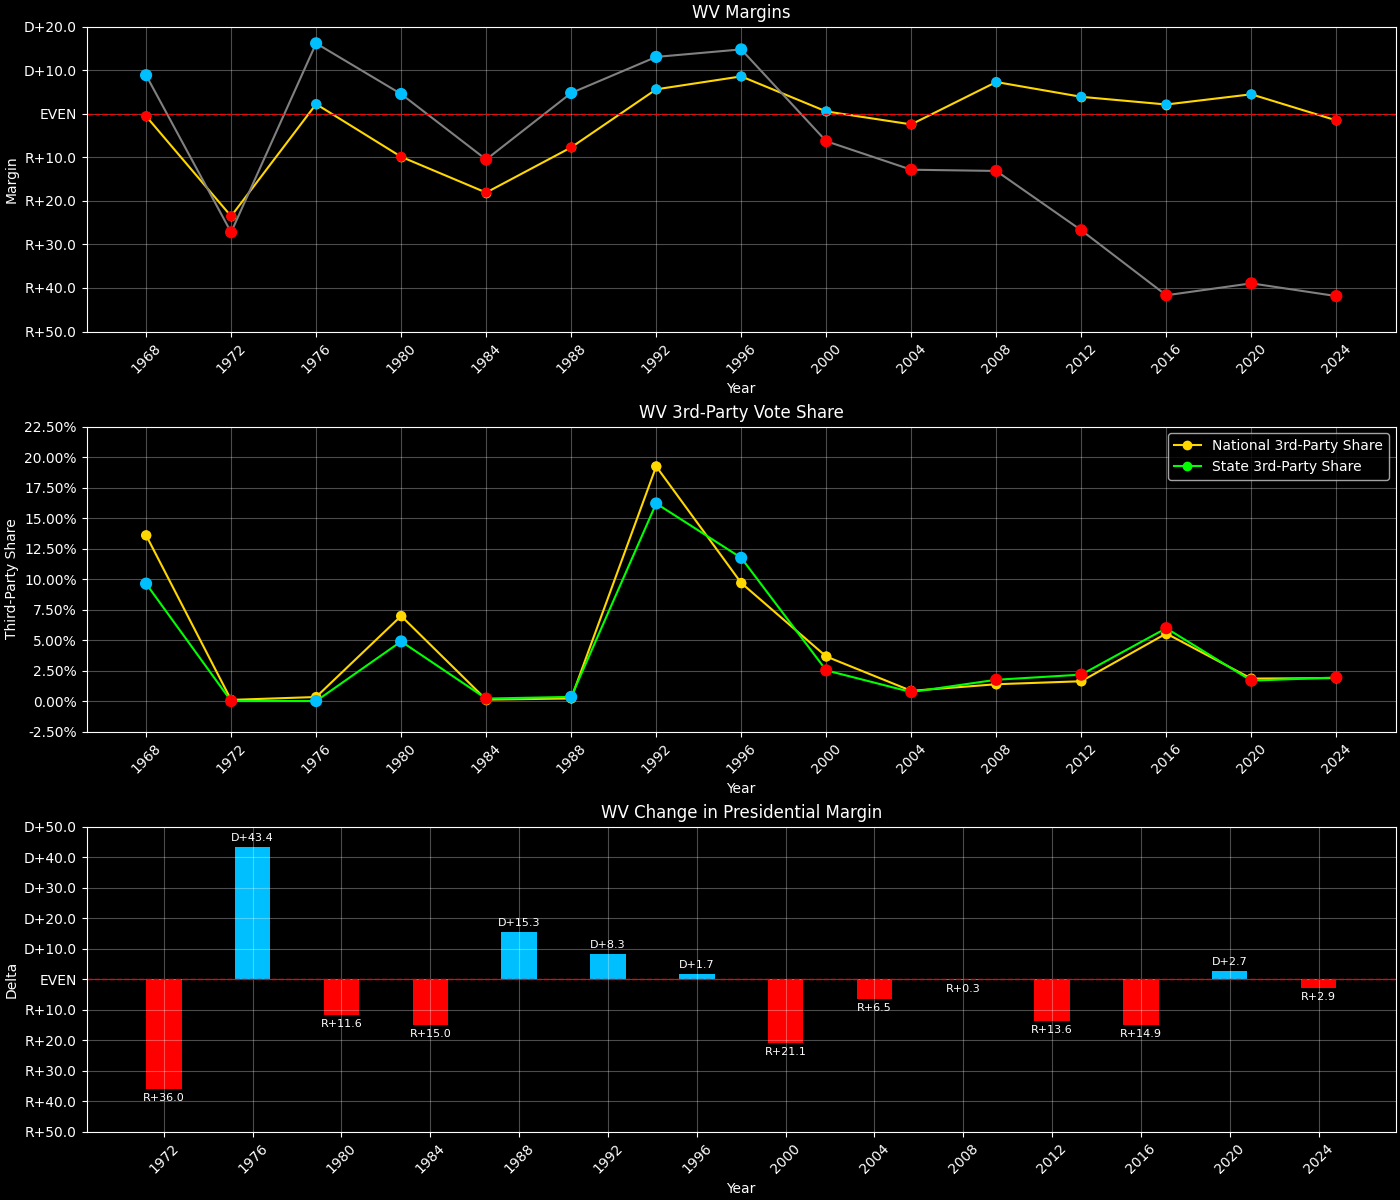 WV Margins
D+20.0
D+10.0
EVEN
R+10.0
R+20.0
R+30.0
R+40.0
R+50.0
Margin
1968 1972 1976 1980 1984 1988 1992 1996 2000 2004 2008 2012 2016 2020 2024
Year
WV 3rd-Party Vote Share
22.50%
20.00%
17.50%
15.00%
12.50%
10.00%
7.50%
5.00%
2.50%
0.00%
-2.50%
Third-Party Share
National 3rd-Party Share
State 3rd-Party Share
1968 1972 1976 1980 1984 1988 1992 1996 2000 2004 2008 2012 2016 2020 2024
Year
WV Change in Presidential Margin
D+50.0
D+40.0
D+30.0
D+20.0
D+10.0
EVEN
R+10.0
R+20.0
R+30.0
R+40.0
R+50.0
Delta
R+36.0
D+43.4
R+11.6
R+15.0
D+15.3
D+8.3
D+1.7
R+21.1
R+6.5
R+0.3
R+13.6
R+14.9
D+2.7
R+2.9
1972 1976 1980 1984 1988 1992 1996 2000 2004 2008 2012 2016 2020 2024
Year